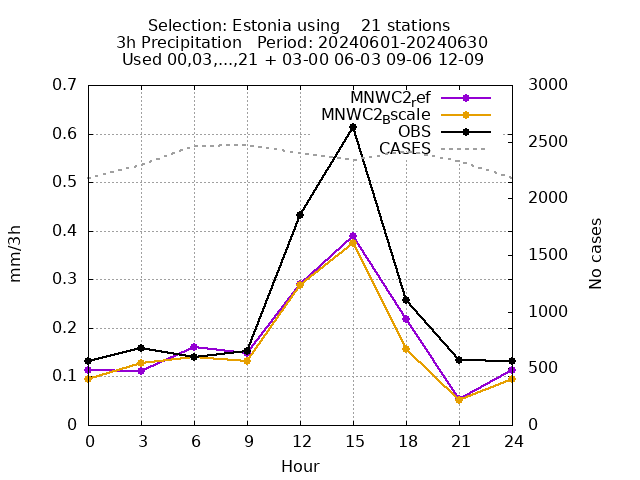 Selection: Estonia using    21 stations
3h Precipitation   Period: 20240601-20240630
Used 00,03,...,21 + 03-00 06-03 09-06 12-09
MNWC2_ref
MNWC2_Bscale
OBS
CASES
0.7
0.6
0.5
0.4
0.3
0.2
0.1
0
mm/3h
3000
2500
2000
1500
1000
500
0
No cases
0 3 6 9 12 15 18 21 24
Hour